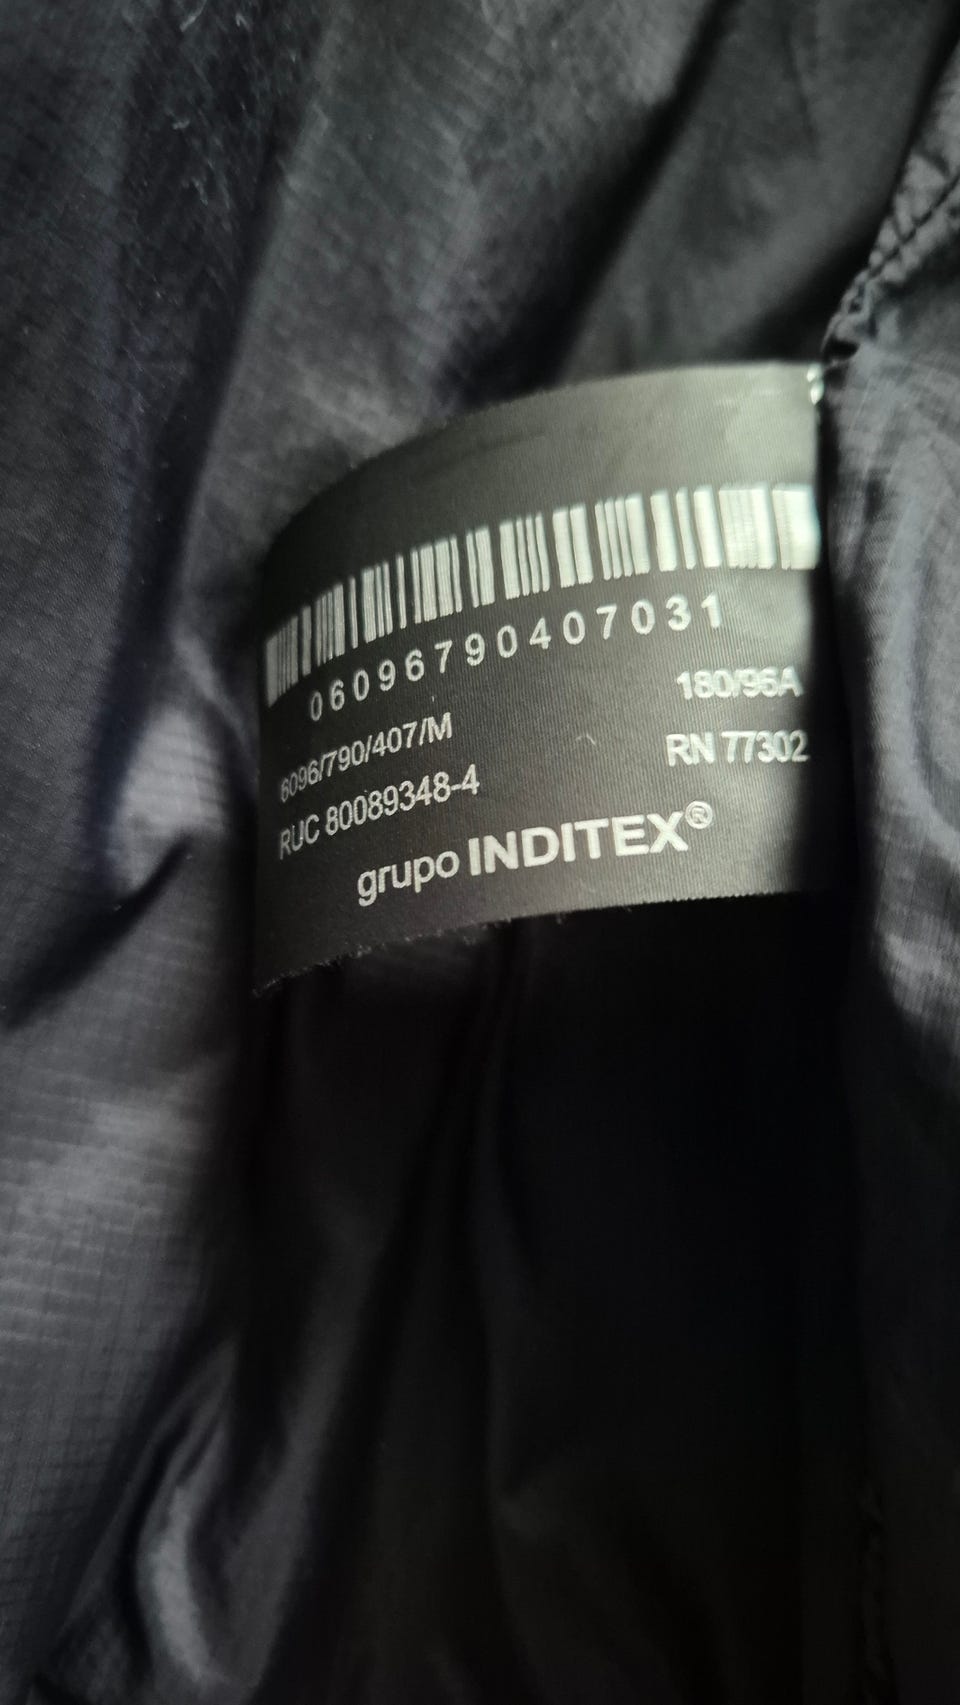 06096790407031
6096/790/407/M
180/96A
RUC 80089348-4
RN 77302
grupo INDITEX®